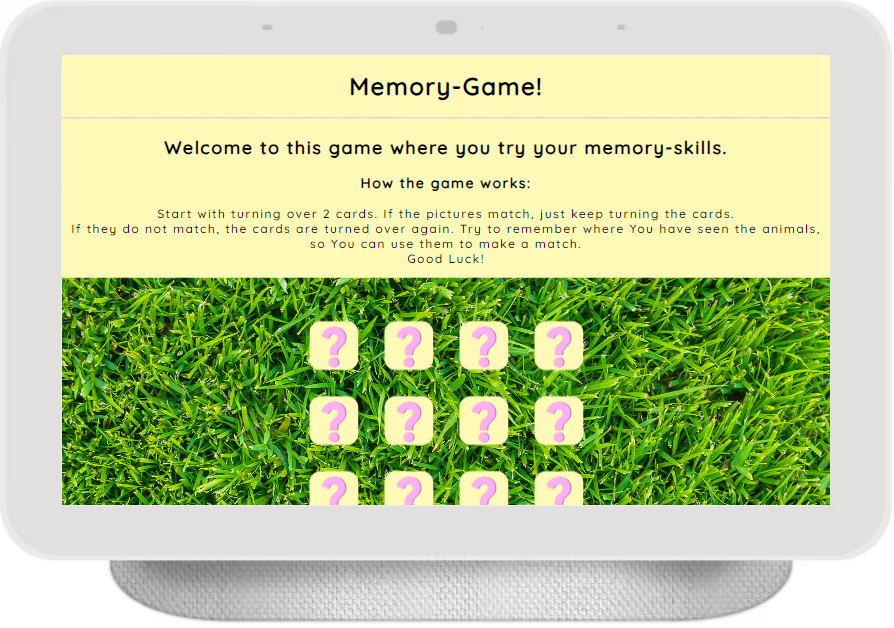 Memory-Game!
Welcome to this game where you try your memory-skills.
How the game works:
Start with turning over 2 cards. If the pictures match, just keep turning the cards.
If they do not match, the cards are turned over again. Try to remember where You have seen the animals,
so You can use them to make a match.
Good Luck!
? ? ? ?
? ? ? ?
? ? ? ?